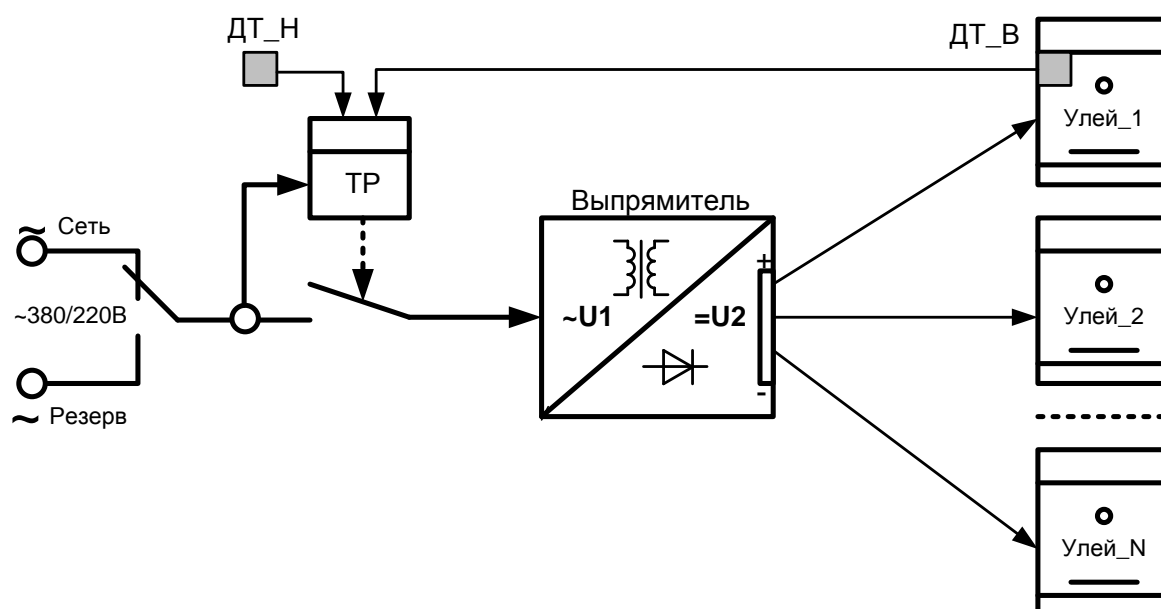 ДТ_Н
ДТ_В
Улей_1
ТР
Выпрямитель
~ Сеть
+
~380/220В
~U1
=U2
Улей_2
-
~ Резерв
Улей_N